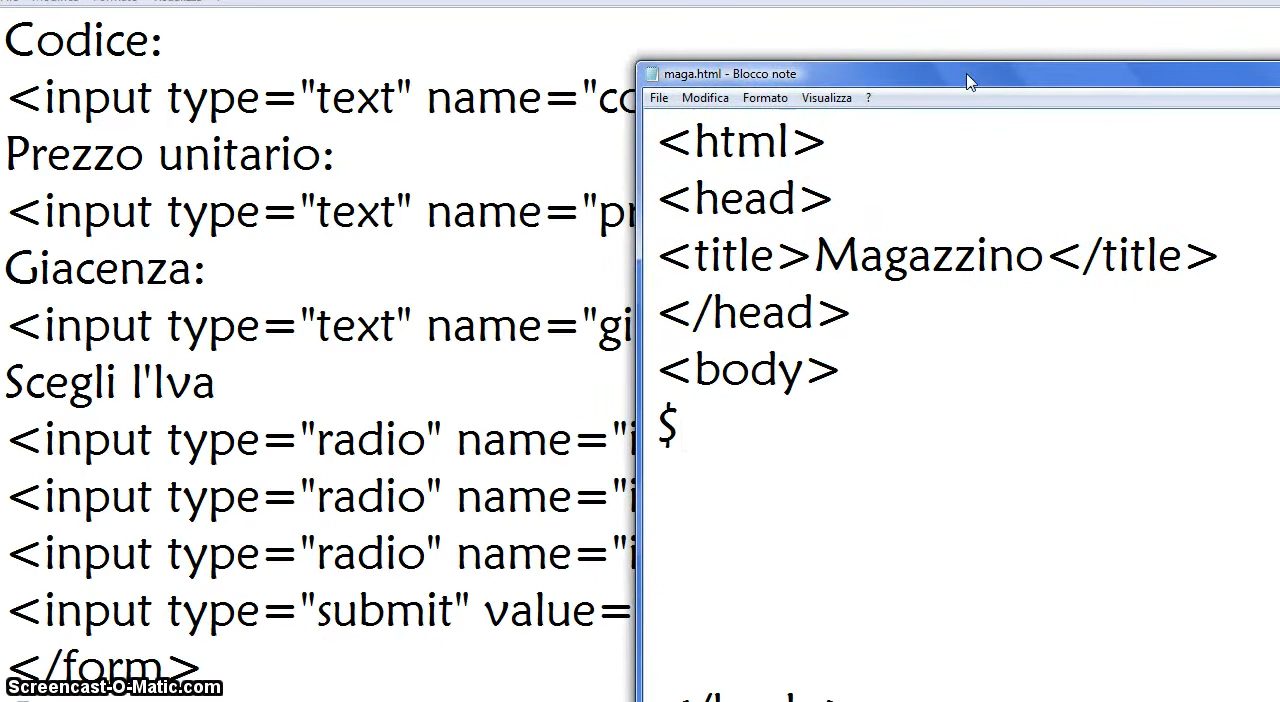 Codice:
<input type="text" name="co
Prezzo unitario:
<input type="text" name="pr
Giacenza:
<input type="text" name="gi
Scegli l'Iva
<input type="radio" name="i
<input type="radio" name="i
<input type="radio" name="i
<input type="submit" value=
</form>
Screencast-O-Matic.com
maga.html - Blocco note
File Modifica Formato Visualizza ?
<html>
<head>
<title>Magazzino</title>
</head>
<body>
$